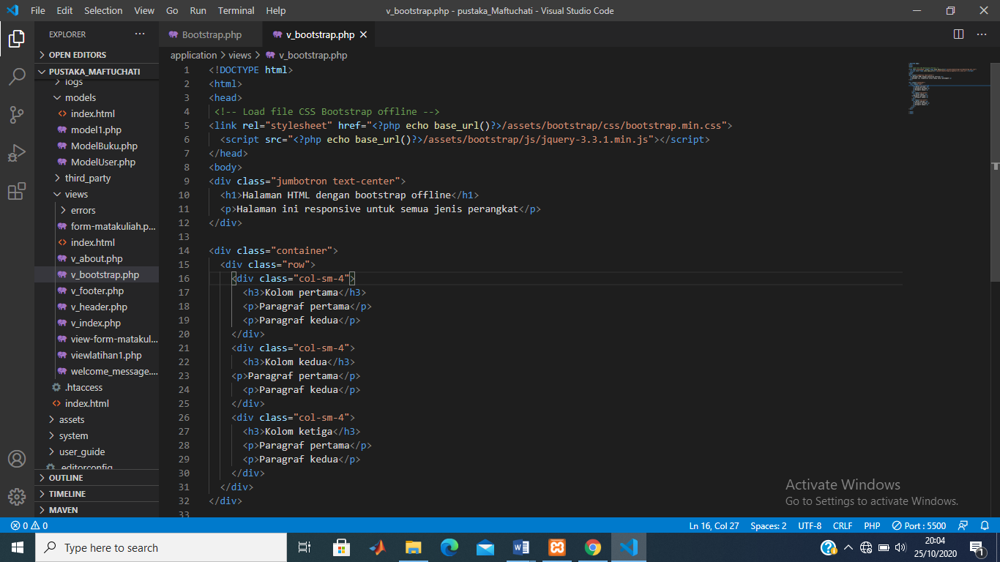 File Edit Selection View Go Run Terminal Help v_bootstrap.php - pustaka_Maftuchati - Visual Studio Code
EXPLORER
OPEN EDITORS
PUSTAKA_MAFTUCHATI
logs
models
index.html
model1.php
ModelBuku.php
ModelUser.php
third_party
views
errors
form-matakuliah.p...
index.html
v_about.php
v_bootstrap.php
v_footer.php
v_header.php
v_index.php
view-form-matakul...
viewlatihan1.php
welcome_message....
.htaccess
index.html
assets
system
user_guide
.editorconfig
OUTLINE
TIMELINE
MAVEN
Bootstrap.php v_bootstrap.php
application > views > v_bootstrap.php
1 <!DOCTYPE html>
2 <html>
3 <head>
4 <!-- Load file CSS Bootstrap offline -->
5 <link rel="stylesheet" href="<?php echo base_url()?>/assets/bootstrap/css/bootstrap.min.css">
6 <script src="<?php echo base_url()?>/assets/bootstrap/js/jquery-3.3.1.min.js"></script>
7 </head>
8 <body>
9 <div class="jumbotron text-center">
10 <h1>Halaman HTML dengan bootstrap offline</h1>
11 <p>Halaman ini responsive untuk semua jenis perangkat</p>
12 </div>
13
14 <div class="container">
15 <div class="row">
16 <div class="col-sm-4">
17 <h3>Kolom pertama</h3>
18 <p>Paragraf pertama</p>
19 <p>Paragraf kedua</p>
20 </div>
21 <div class="col-sm-4">
22 <h3>Kolom kedua</h3>
23 <p>Paragraf pertama</p>
24 <p>Paragraf kedua</p>
25 </div>
26 <div class="col-sm-4">
27 <h3>Kolom ketiga</h3>
28 <p>Paragraf pertama</p>
29 <p>Paragraf kedua</p>
30 </div>
31 </div>
32 </div>
33
Activate Windows
Go to Settings to activate Windows.
0 0 Ln 16, Col 27 Spaces: 2 UTF-8 CRLF PHP Port : 5500
Type here to search
20:04
25/10/2020
1